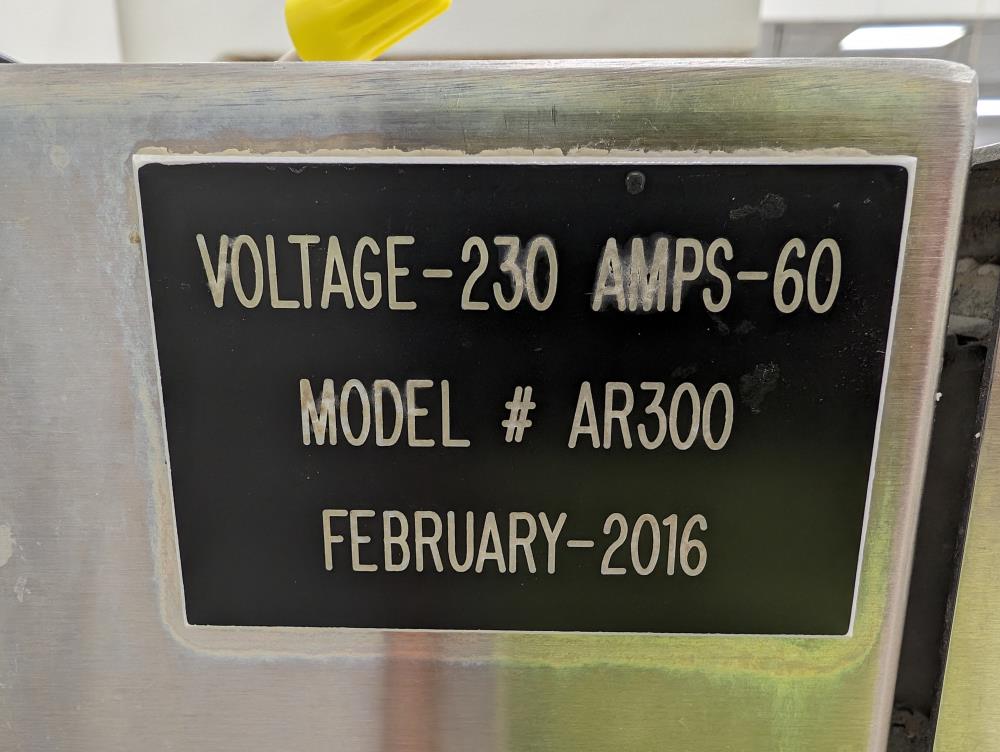 VOLTAGE-230 AMPS-60
MODEL # AR300
FEBRUARY-2016